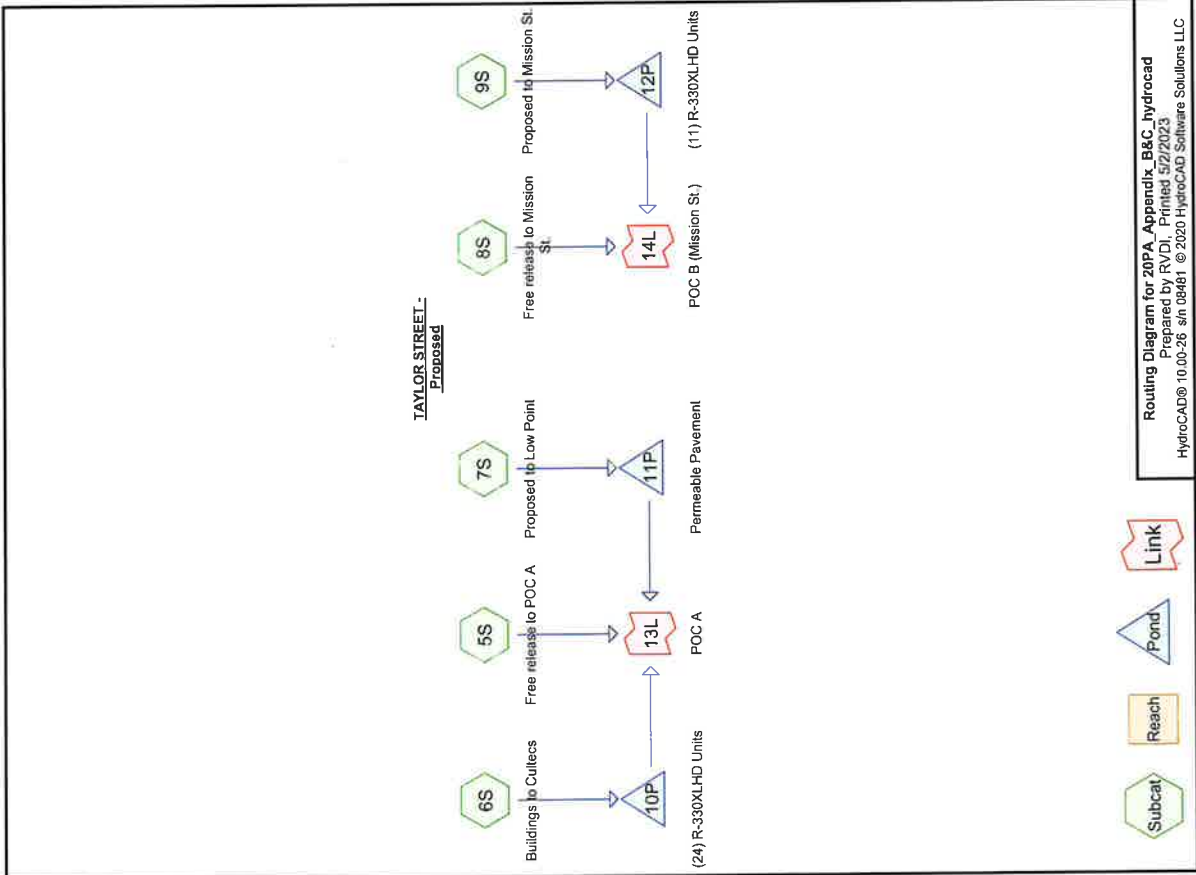 TAYLOR STREET -
Proposed
6S
Buildings to Cultecs
5S
Free release to POC A
7S
Proposed to Low Point
8S
Free release to Mission
St.
9S
Proposed to Mission St.
10P
(24) R-330XLHD Units
13L
POC A
11P
Permeable Pavement
14L
POC B (Mission St.)
12P
(11) R-330XLHD Units
Subcat
Reach
Pond
Link
Routing Diagram for 20PA_Appendix_B&C_hydrocad
Prepared by RVDI, Printed 5/2/2023
HydroCAD® 10.00-26 s/n 08481 © 2020 HydroCAD Software Solutions LLC